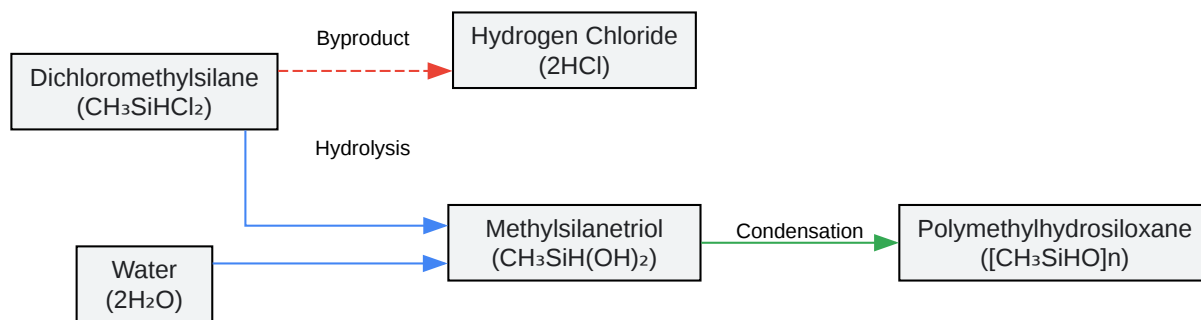 Byproduct
Hydrogen Chloride
(2HCl)
Dichloromethylsilane
(CH₃SiHCl₂)
Hydrolysis
Methylsilanetriol
(CH₃SiH(OH)₂)
Condensation
Polymethylhydrosiloxane
([CH₃SiHO]n)
Water
(2H₂O)